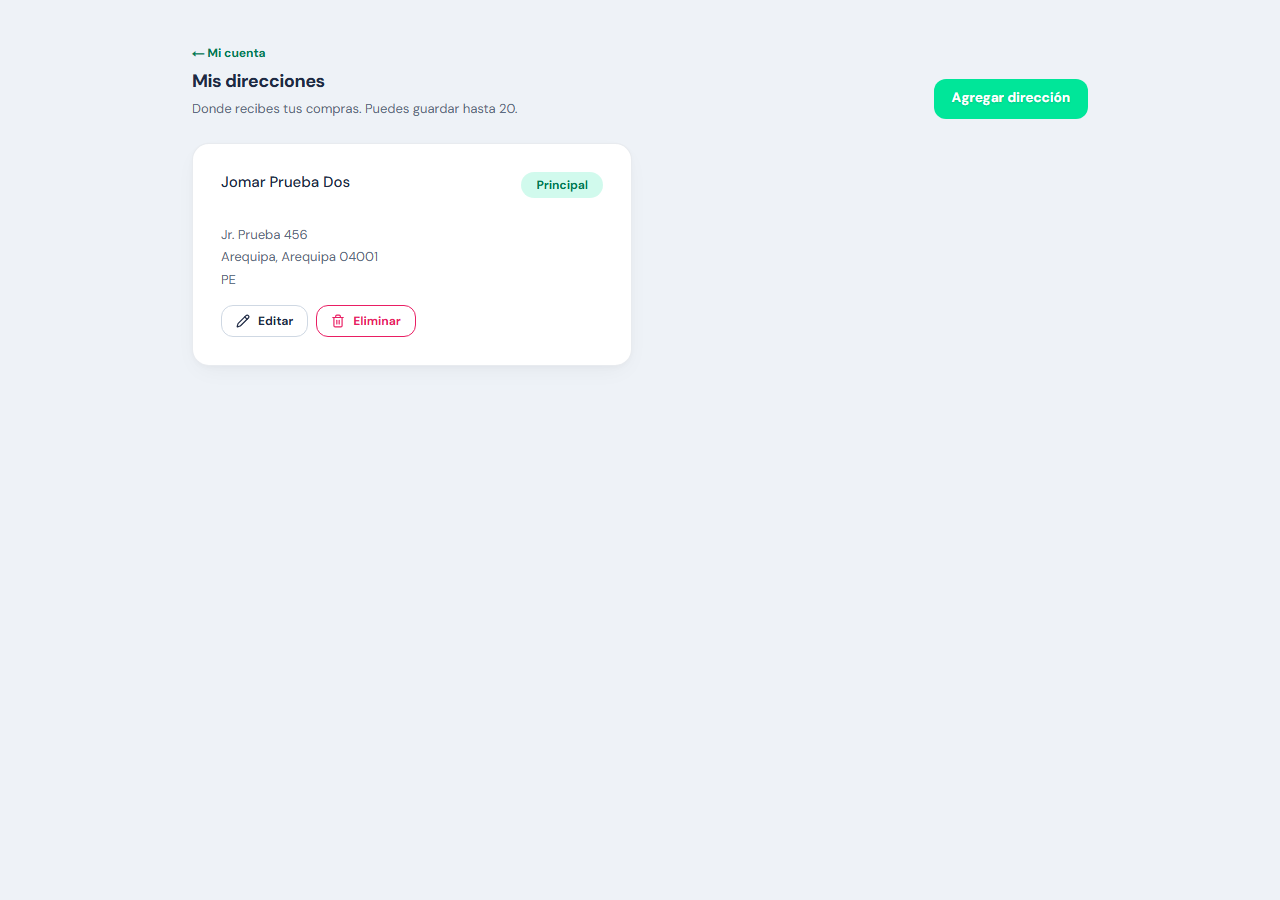 ← Mi cuenta
Mis direcciones
Donde recibes tus compras. Puedes guardar hasta 20.
Agregar dirección
Jomar Prueba Dos
Principal
Jr. Prueba 456
Arequipa, Arequipa 04001
PE
Editar
Eliminar